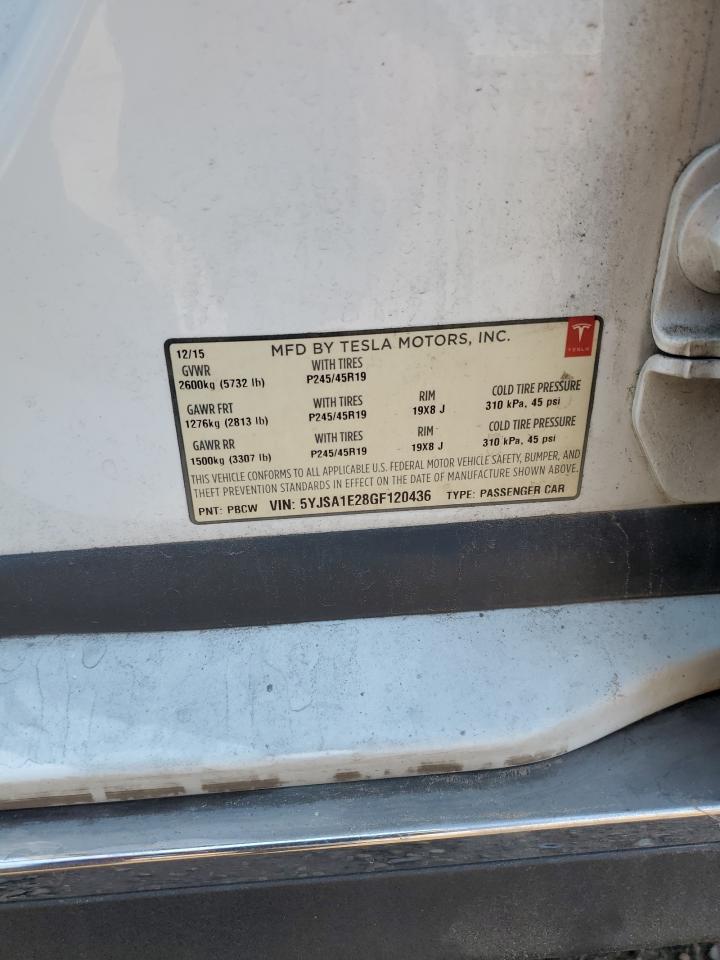 12/15 MFD BY TESLA MOTORS, INC.
TESLA
GVWR WITH TIRES
2600kg (5732 lb) P245/45R19
GAWR FRT WITH TIRES RIM COLD TIRE PRESSURE
1276kg (2813 lb) P245/45R19 19X8 J 310 kPa, 45 psi
GAWR RR WITH TIRES RIM COLD TIRE PRESSURE
1500kg (3307 lb) P245/45R19 19X8 J 310 kPa, 45 psi
THIS VEHICLE CONFORMS TO ALL APPLICABLE U.S. FEDERAL MOTOR VEHICLE SAFETY, BUMPER, AND
THEFT PREVENTION STANDARDS IN EFFECT ON THE DATE OF MANUFACTURE SHOWN ABOVE.
PNT: PBCW VIN: 5YJSA1E28GF120436 TYPE: PASSENGER CAR